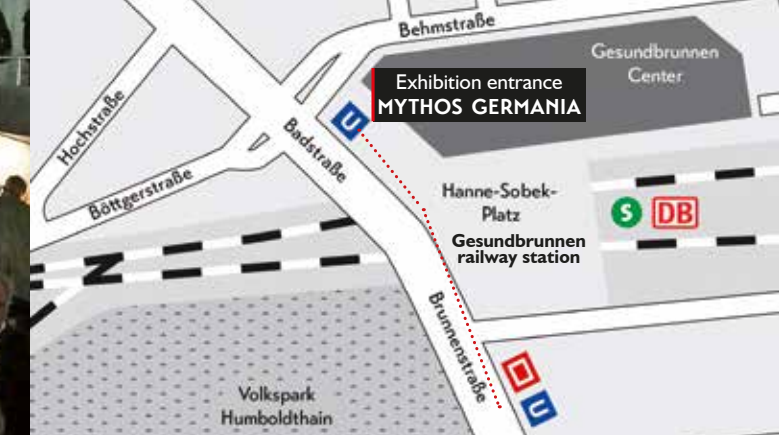 Behmstraße
Gesundbrunnen
Center
Exhibition entrance
MYTHOS GERMANIA
U
Hochstraße
Badstraße
Böttgerstraße
Hanne-Sobek-
Platz
S DB
Gesundbrunnen
railway station
Brunnenstraße
Volkspark
Humboldthain
U